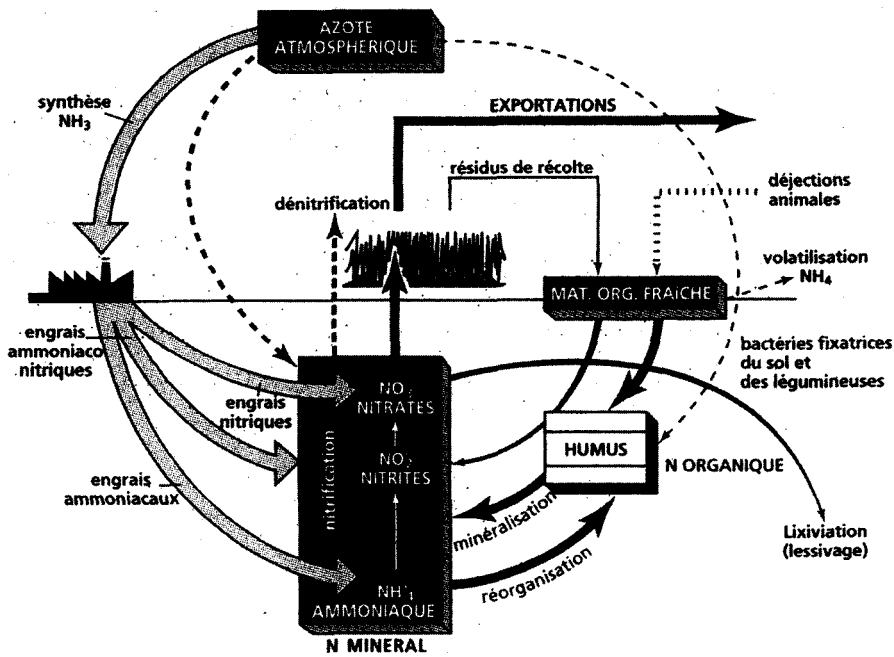 AZOTE
ATMOSPHERIQUE
synthèse
NH₃
EXPORTATIONS
résidus de récolte
dénitrification
déjections
animales
volatilisation
NH₄
MAT. ORG. FRAÎCHE
engrais
ammoniaco
nitriques
bactéries fixatrices
du sol et
des légumineuses
engrais
nitriques
NO₃⁻
NITRATES
HUMUS
N ORGANIQUE
nitrification
NO₂⁻
NITRITES
engrais
ammoniacaux
minéralisation
Lixiviation
(lessivage)
réorganisation
NH⁺₄
AMMONIAQUE
N MINERAL